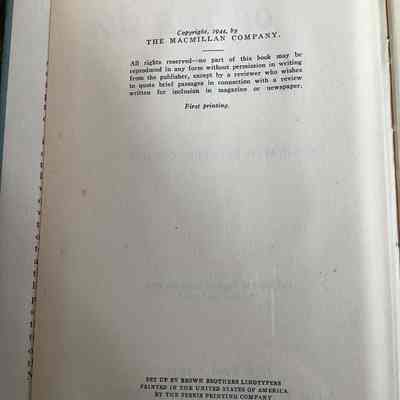 Copyright, 1944, by
THE MACMILLAN COMPANY.
All rights reserved—no part of this book may be
reproduced in any form without permission in writing
from the publisher, except by a reviewer who wishes
to quote brief passages in connection with a review
written for inclusion in magazine or newspaper.
First printing.
SET UP BY BROWN BROTHERS LINOTYPERS
PRINTED IN THE UNITED STATES OF AMERICA
BY THE FERRIS PRINTING COMPANY